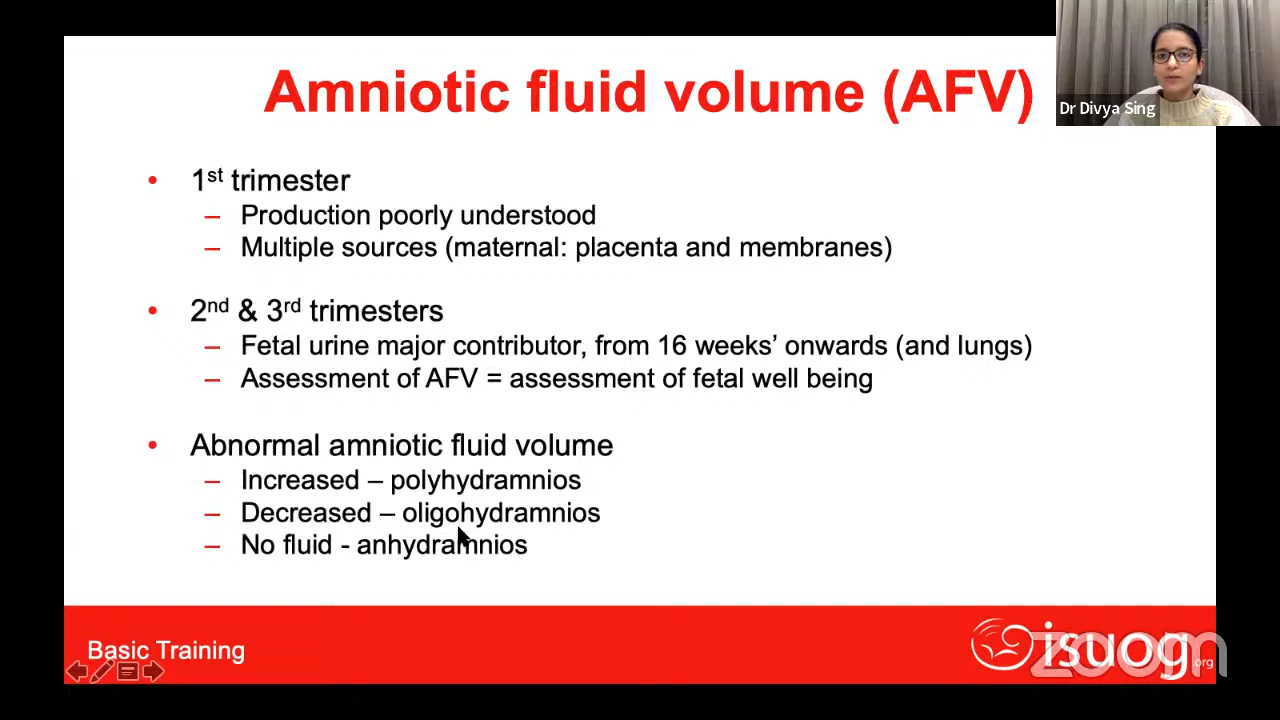 Amniotic fluid volume (AFV)
Dr Divya Sing
• 1st trimester
– Production poorly understood
– Multiple sources (maternal: placenta and membranes)
• 2nd & 3rd trimesters
– Fetal urine major contributor, from 16 weeks’ onwards (and lungs)
– Assessment of AFV = assessment of fetal well being
• Abnormal amniotic fluid volume
– Increased – polyhydramnios
– Decreased – oligohydramnios
– No fluid - anhydramnios
Basic Training
isuog.org
zoom